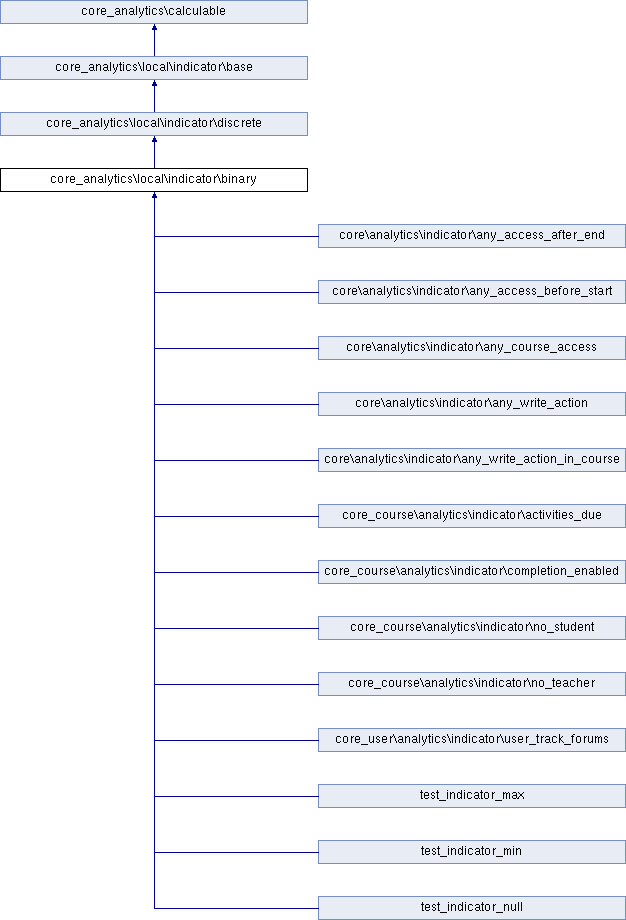 core_analytics\calculable
core_analytics\local\indicator\base
core_analytics\local\indicator\discrete
core_analytics\local\indicator\binary
core\analytics\indicator\any_access_after_end
core\analytics\indicator\any_access_before_start
core\analytics\indicator\any_course_access
core\analytics\indicator\any_write_action
core\analytics\indicator\any_write_action_in_course
core_course\analytics\indicator\activities_due
core_course\analytics\indicator\completion_enabled
core_course\analytics\indicator\no_student
core_course\analytics\indicator\no_teacher
core_user\analytics\indicator\user_track_forums
test_indicator_max
test_indicator_min
test_indicator_null